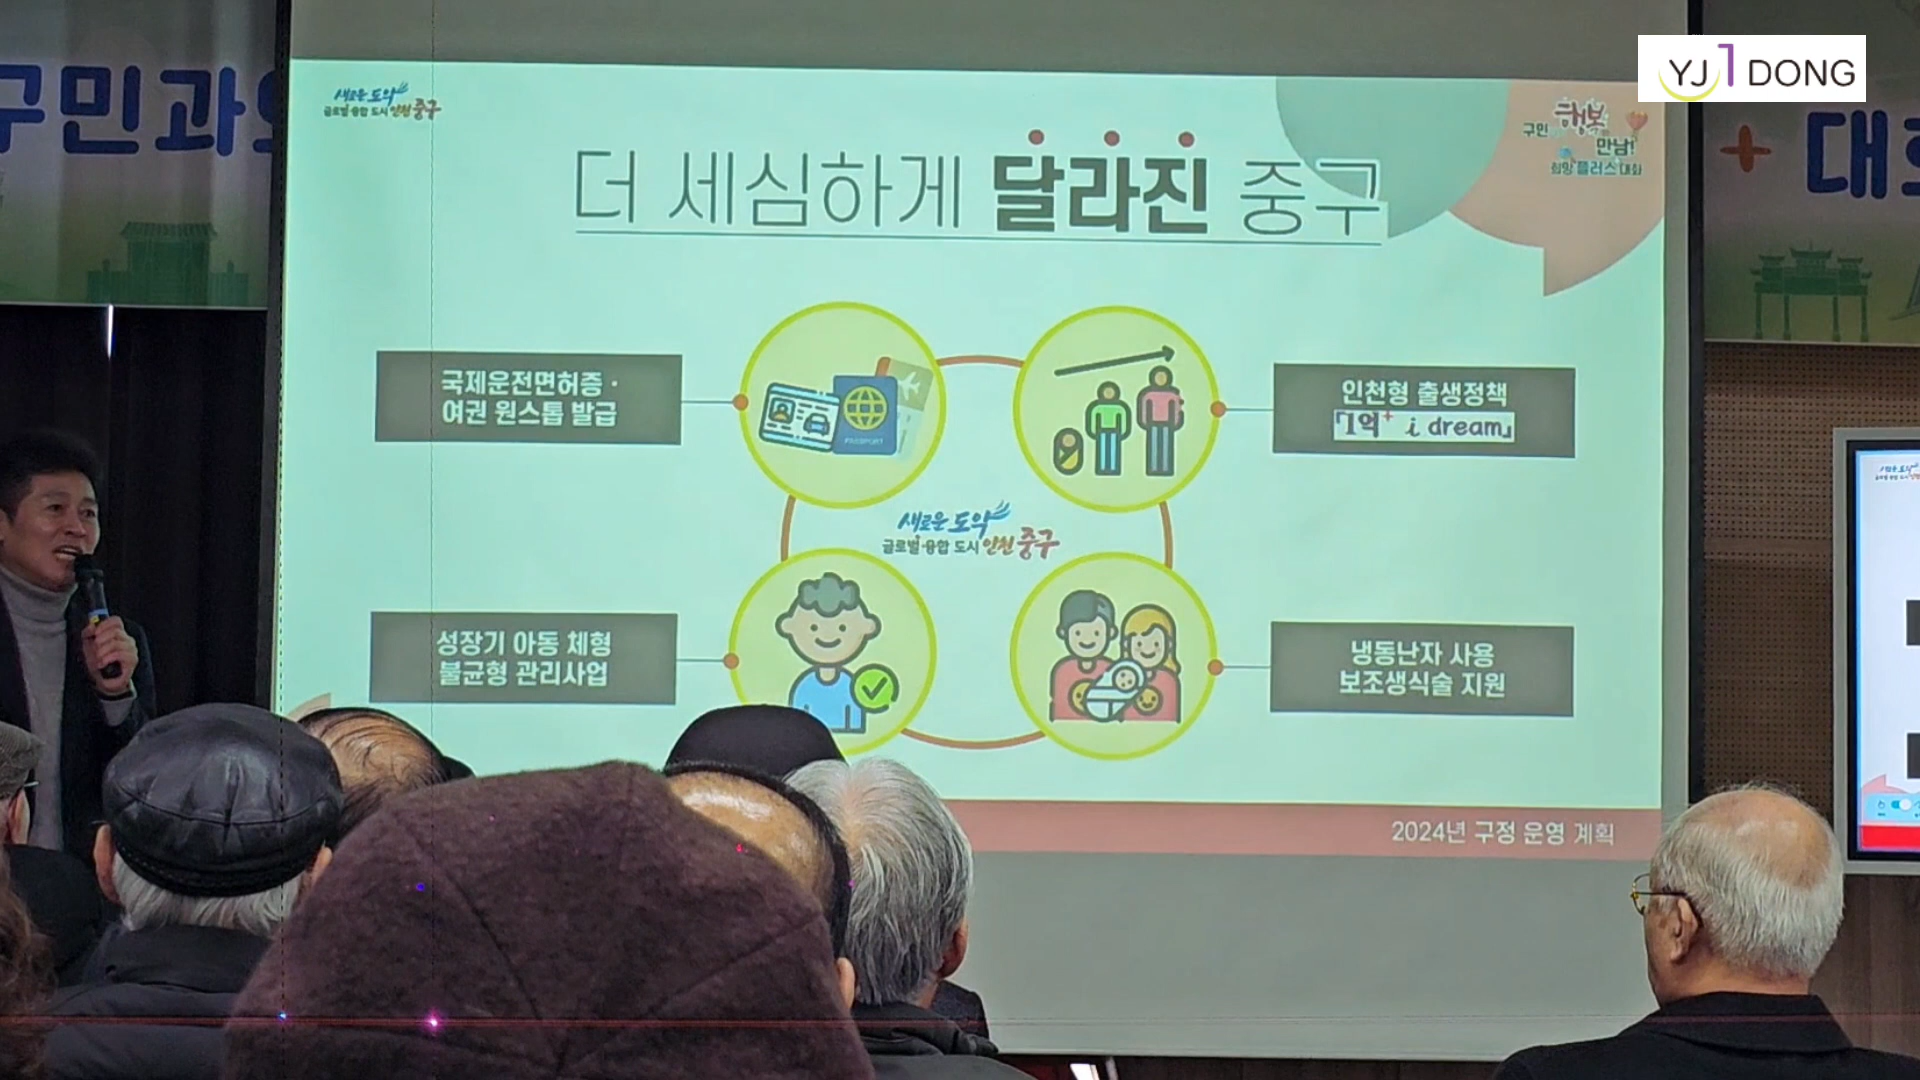 YJ1DONG
구민과
+ 대
새로운 도약
글로벌·융합 도시 인천 중구
행복
구민
만남!
희망 플러스 대화
더 세심하게 달라진 중구
국제운전면허증 ·
여권 원스톱 발급
PASSPORT
인천형 출생정책
「1억+ i dream」
새로운 도약
글로벌·융합 도시 인천 중구
성장기 아동 체형
불균형 관리사업
냉동난자 사용
보조생식술 지원
2024년 구정 운영 계획